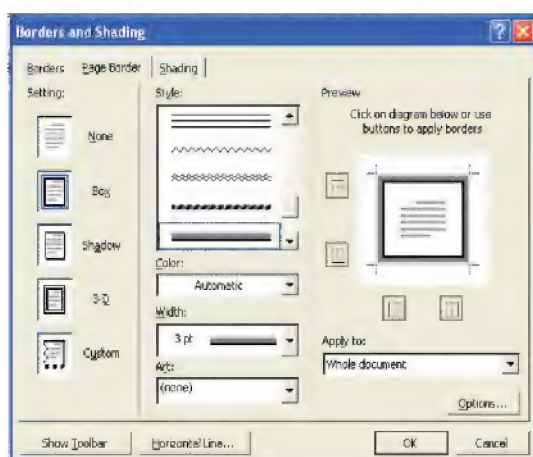 Borders and Shading
Borders Page Border Shading
Setting:
None
Box
Shadow
3-D
Custom
Style:
Color:
Automatic
Width:
3 pt
Art:
(none)
Preview
Click on diagram below or use
buttons to apply borders
Apply to:
Whole document
Options...
Show Toolbar
Horizontal Line...
OK
Cancel